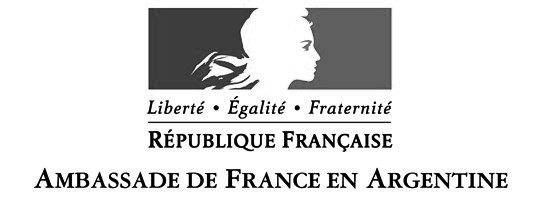 Liberté • Égalité • Fraternité
RÉPUBLIQUE FRANÇAISE
AMBASSADE DE FRANCE EN ARGENTINE